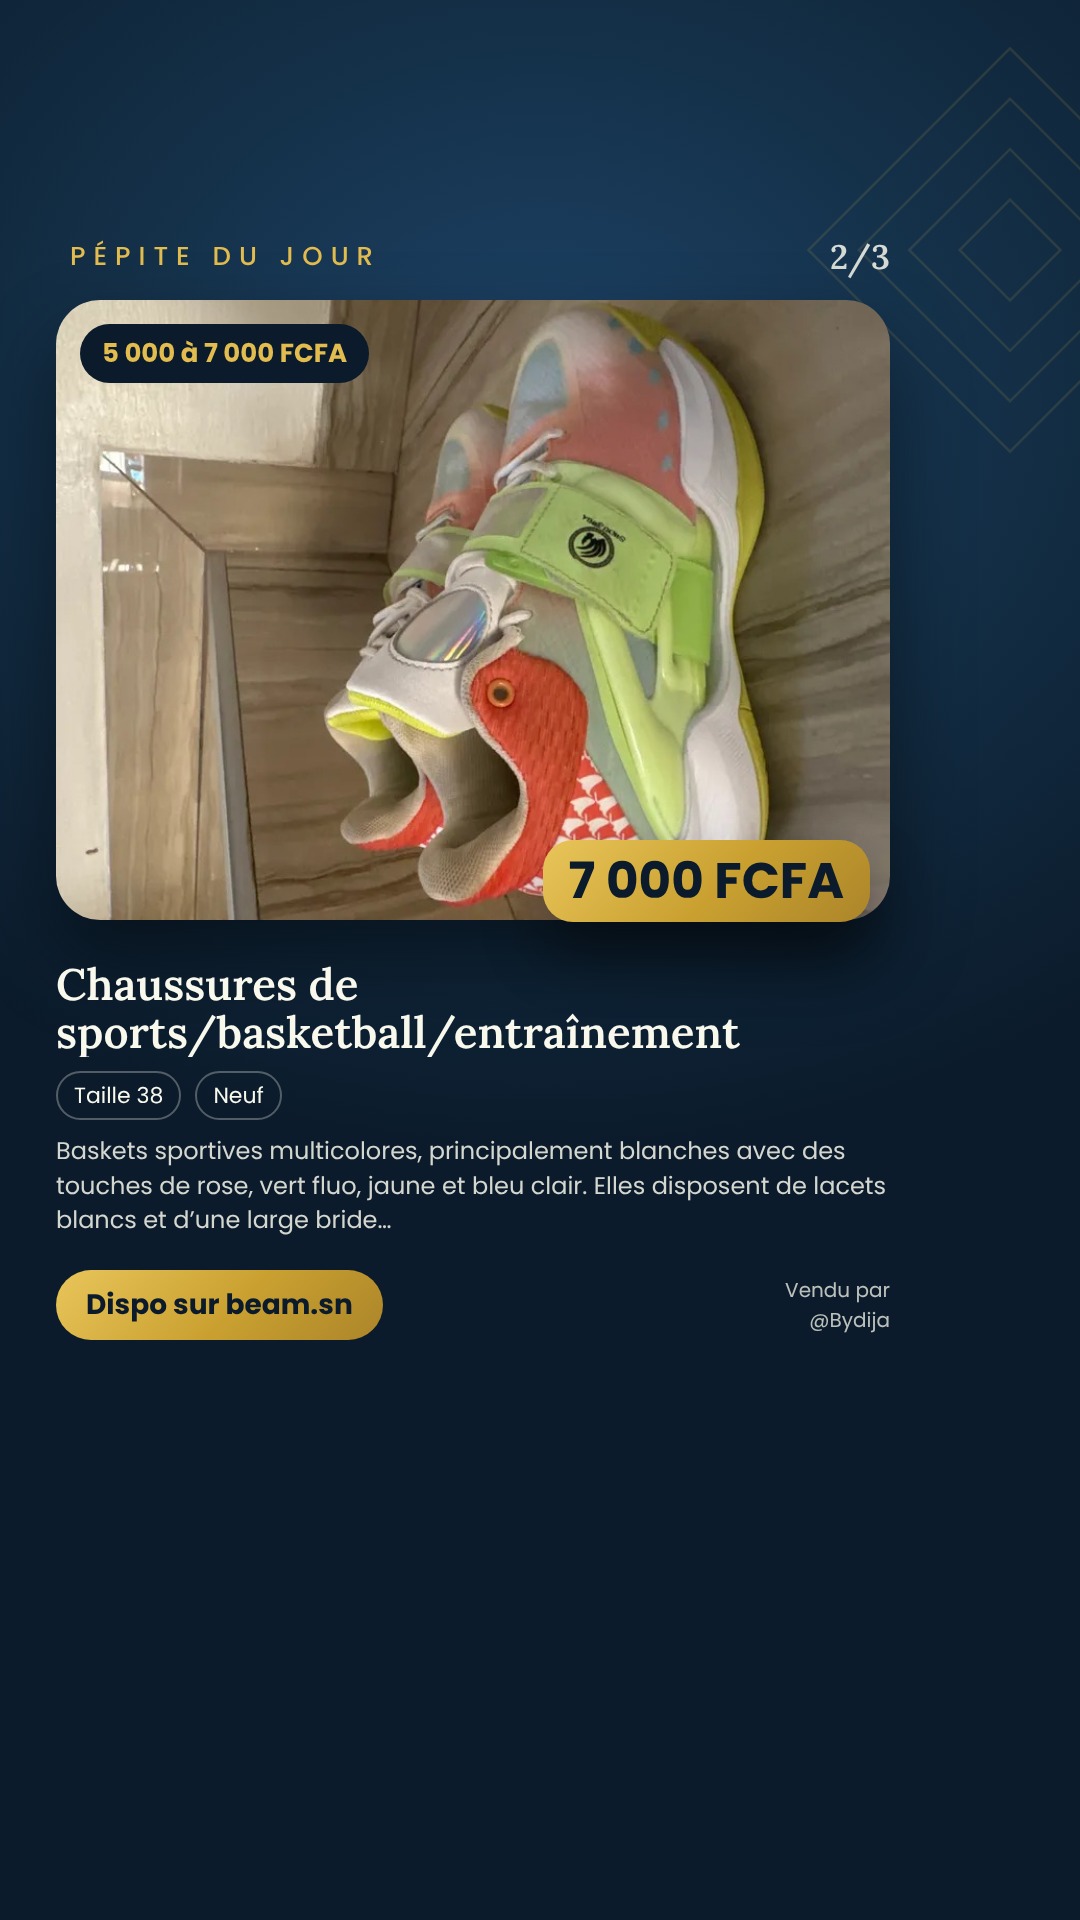 PÉPITE DU JOUR
2/3
5 000 à 7 000 FCFA
7 000 FCFA
Chaussures de
sports/basketball/entraînement
Taille 38
Neuf
Baskets sportives multicolores, principalement blanches avec des
touches de rose, vert fluo, jaune et bleu clair. Elles disposent de lacets
blancs et d’une large bride…
Dispo sur beam.sn
Vendu par
@Bydija